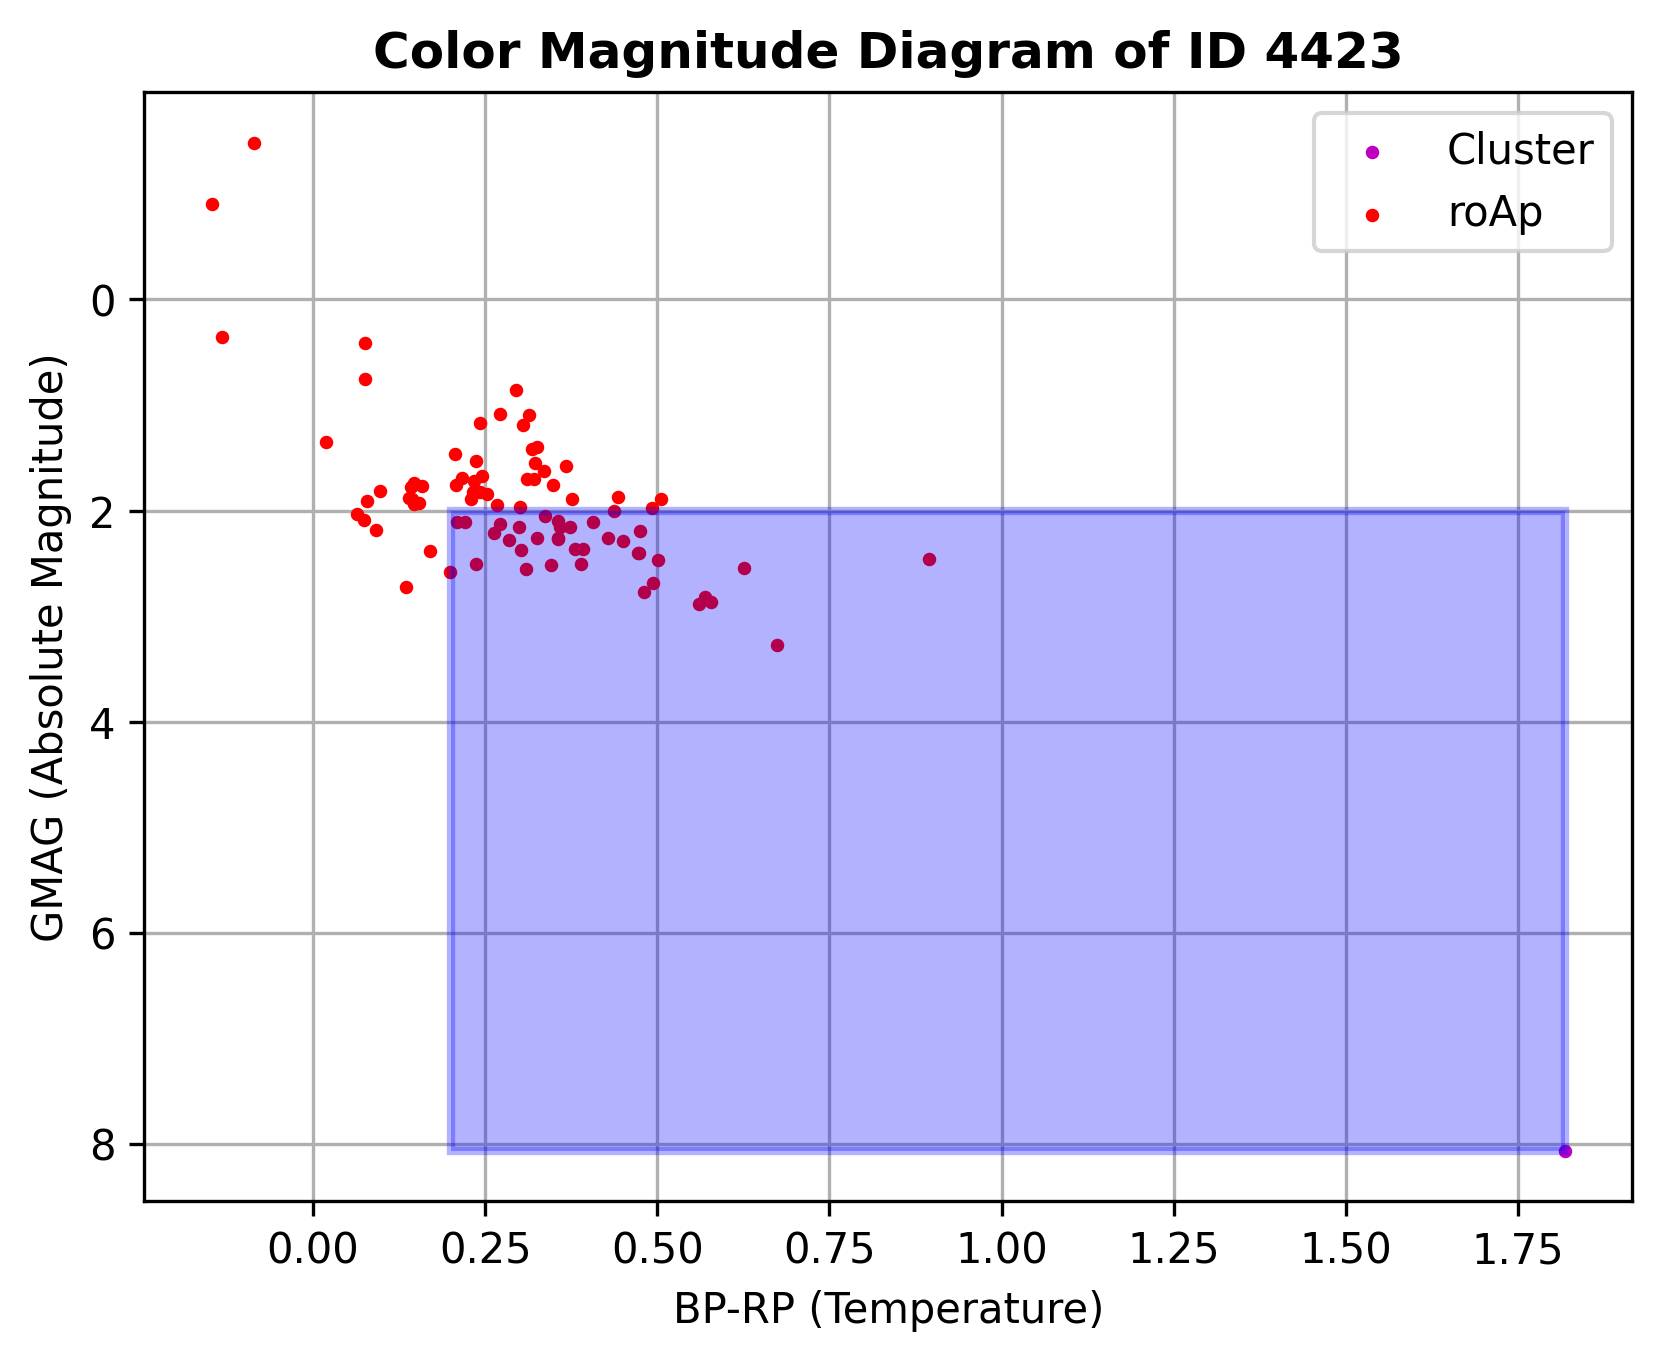 Color Magnitude Diagram of ID 4423
Cluster
roAp
GMAG (Absolute Magnitude)
0
2
4
6
8
0.00 0.25 0.50 0.75 1.00 1.25 1.50 1.75
BP-RP (Temperature)